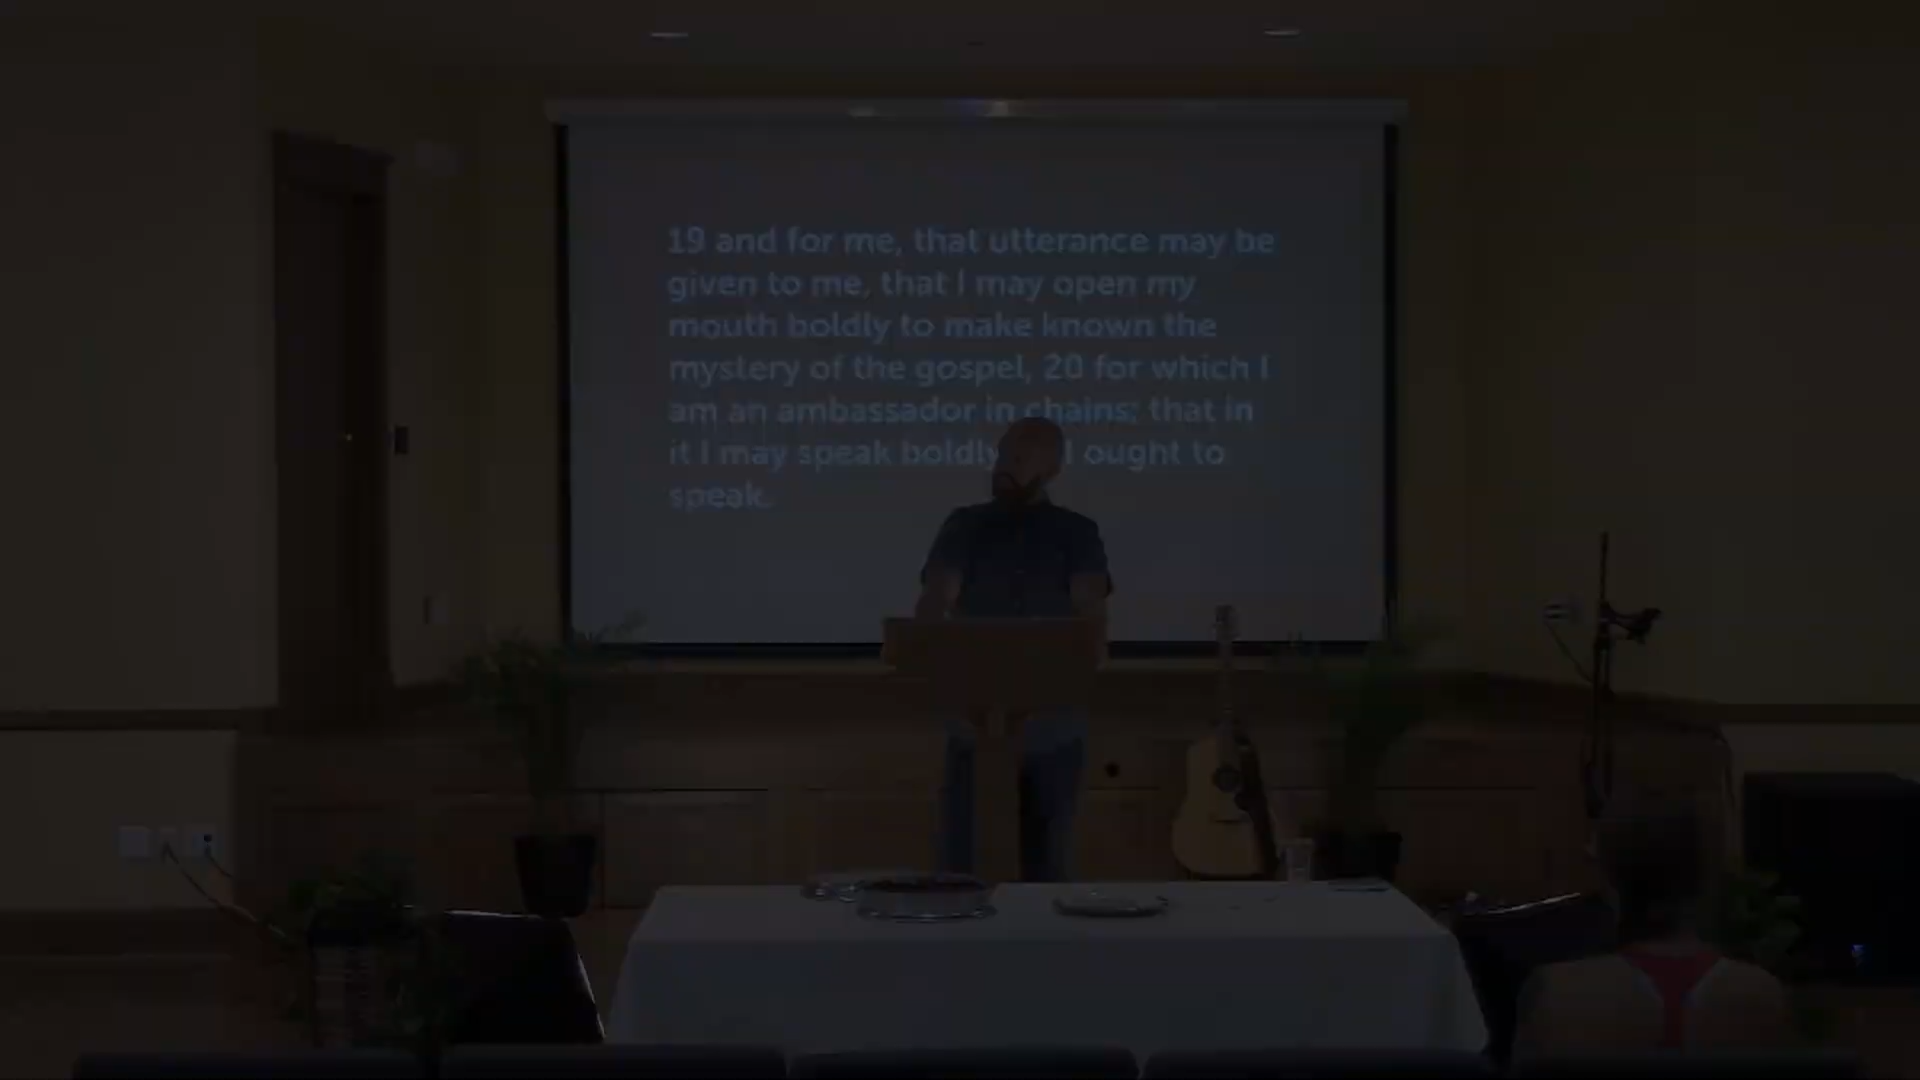 19 and for me, that utterance may be
given to me, that I may open my
mouth boldly to make known the
mystery of the gospel, 20 for which I
am an ambassador in chains; that in
it I may speak boldly I ought to
speak.